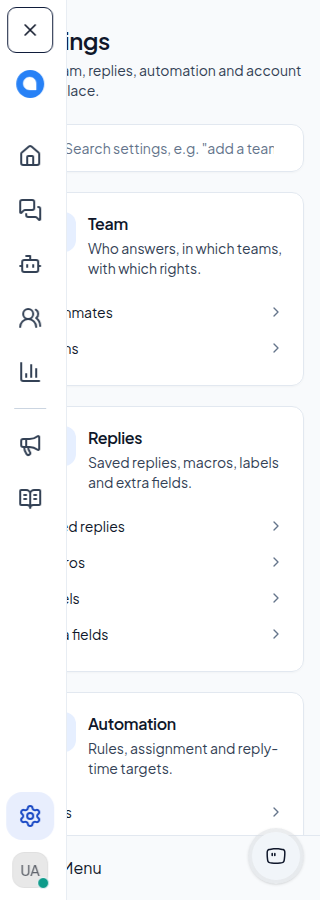 ings
am, replies, automation and account
lace.
Search settings, e.g. "add a tear
Team
Who answers, in which teams,
with which rights.
nmates
ns
Replies
Saved replies, macros, labels
and extra fields.
ed replies
ros
els
a fields
Automation
Rules, assignment and reply-
time targets.
s
UA
Menu